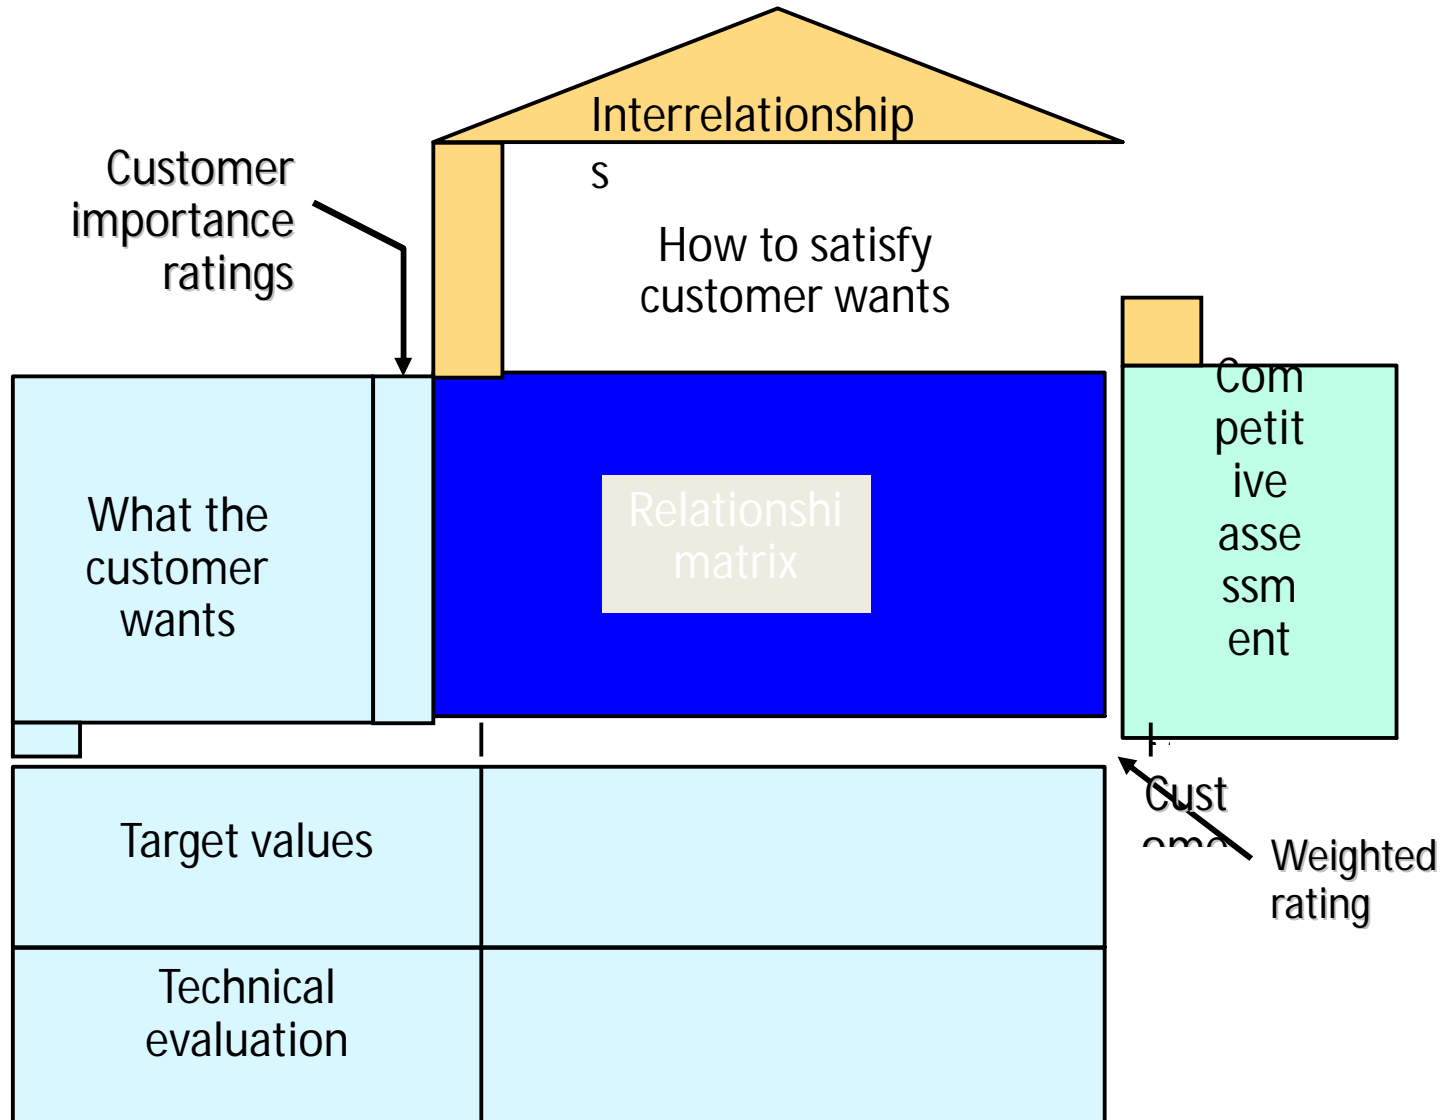 Interrelationship
s
Customer
importance
ratings
How to satisfy
customer wants
What the
customer
wants
Relationshi
matrix
Com
petit
ive
asse
ssm
ent
Target values
Cust
Weighted
rating
Technical
evaluation